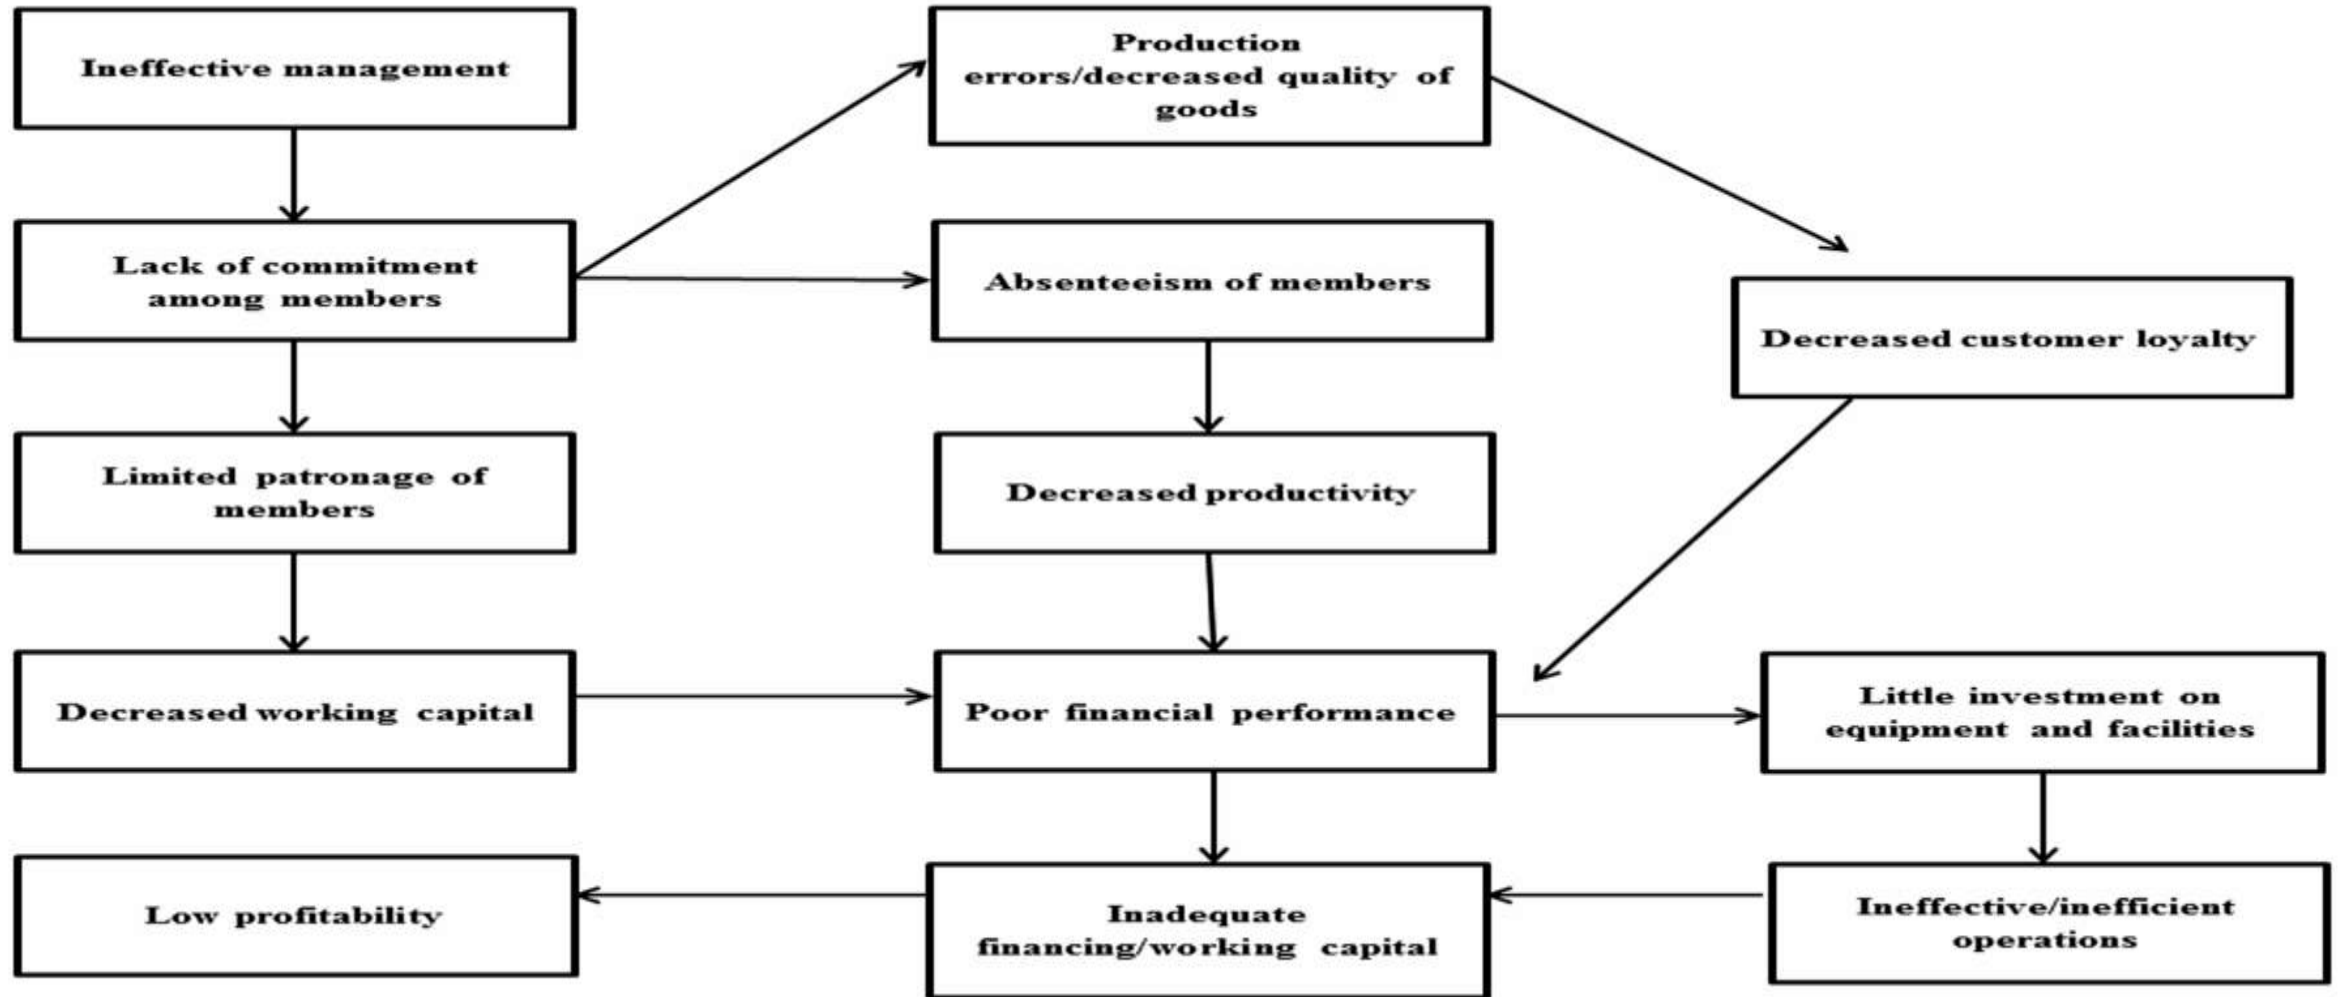 Ineffective management
Production
errors/decreased quality of
goods
Lack of commitment
among members
Absenteeism of members
Decreased customer loyalty
Limited patronage of
members
Decreased productivity
Decreased working capital
Poor financial performance
Little investment on
equipment and facilities
Low profitability
Inadequate
financing/working capital
Ineffective/inefficient
operations